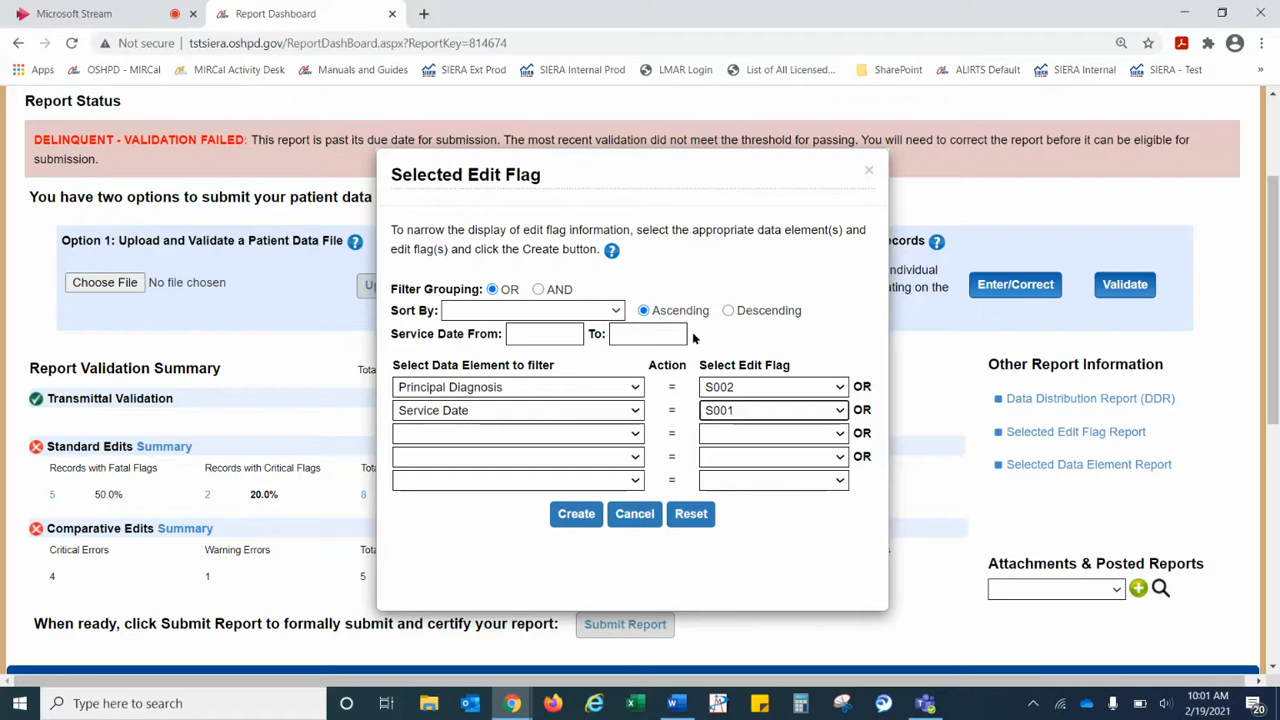 Microsoft Stream
Report Dashboard
Not secure
tstsiera.oshpd.gov/ReportDashBoard.aspx?ReportKey=814674
Apps
OSHPD - MIRCal
MIRCal Activity Desk
Manuals and Guides
SIERA Ext Prod
SIERA Internal Prod
LMAR Login
List of All Licensed...
SharePoint
ALIRTS Default
SIERA Internal
SIERA - Test
»
Report Status
DELINQUENT - VALIDATION FAILED: This report is past its due date for submission. The most recent validation did not meet the threshold for passing. You will need to correct the report before it can be eligible for
submission.
You have two options to submit your patient data
Option 1: Upload and Validate a Patient Data File
Choose File No file chosen
Up
ecords
individual
ating on the
Enter/Correct
Validate
Selected Edit Flag
×
To narrow the display of edit flag information, select the appropriate data element(s) and
edit flag(s) and click the Create button.
Filter Grouping: OR AND
Sort By: Ascending Descending
Service Date From: To:
Select Data Element to filter Action Select Edit Flag
Principal Diagnosis = S002 OR
Service Date = S001 OR
= OR
= OR
=
Create Cancel Reset
Report Validation Summary
Tota
Transmittal Validation
Standard Edits Summary
Records with Fatal Flags Records with Critical Flags Tota
5 50.0% 2 20.0% 8
Comparative Edits Summary
Critical Errors Warning Errors Tota
4 1 5
Other Report Information
Data Distribution Report (DDR)
Selected Edit Flag Report
Selected Data Element Report
Attachments & Posted Reports
When ready, click Submit Report to formally submit and certify your report:
Submit Report
Type here to search
10:01 AM
2/19/2021
20